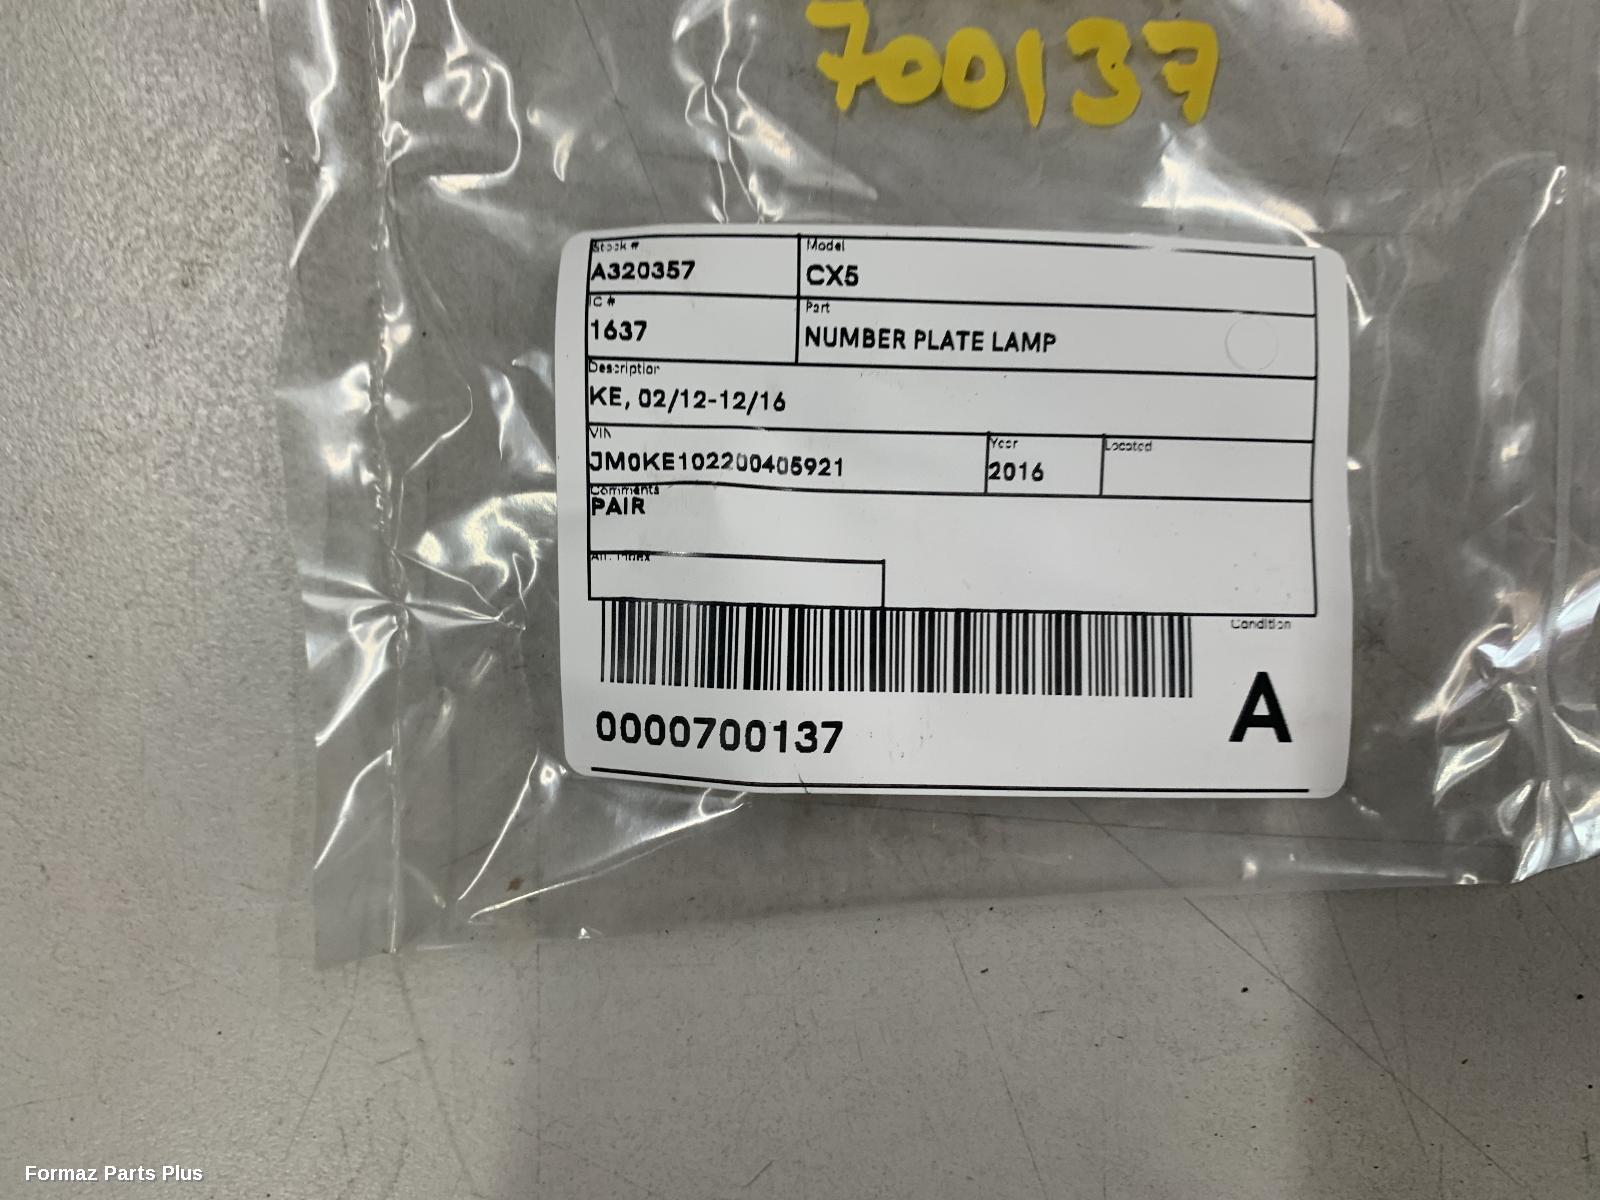 700137
Stock #
A320357
Model
CX5
IC #
1637
Part
NUMBER PLATE LAMP
Description
KE, 02/12-12/16
VIN
JM0KE102200405921
Year
2016
Located
Comments
PAIR
Condition
0000700137
A
Formaz Parts Plus